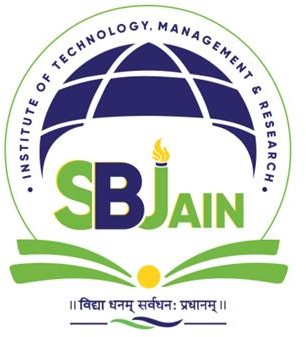 • INSTITUTE OF TECHNOLOGY, MANAGEMENT & RESEARCH •
SBJAIN
॥ विद्या धनम् सर्वधनः प्रधानम् ॥